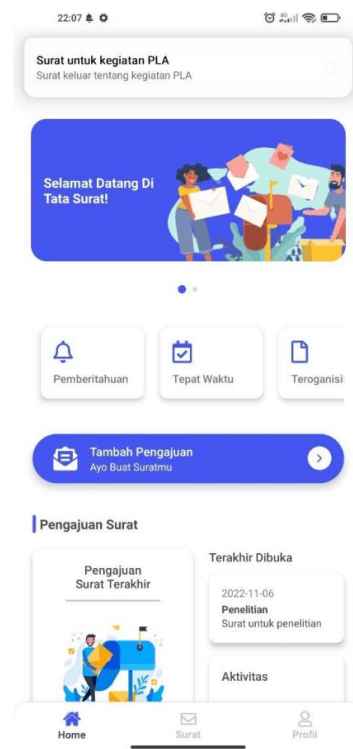 22:07
4G
Surat untuk kegiatan PLA
Surat keluar tentang kegiatan PLA
Selamat Datang Di
Tata Surat!
Pemberitahuan
Tepat Waktu
Teroganisi
Tambah Pengajuan
Ayo Buat Suratmu
Pengajuan Surat
Pengajuan
Surat Terakhir
Terakhir Dibuka
2022-11-06
Penelitian
Surat untuk penelitian
Aktivitas
Home
Surat
Profil